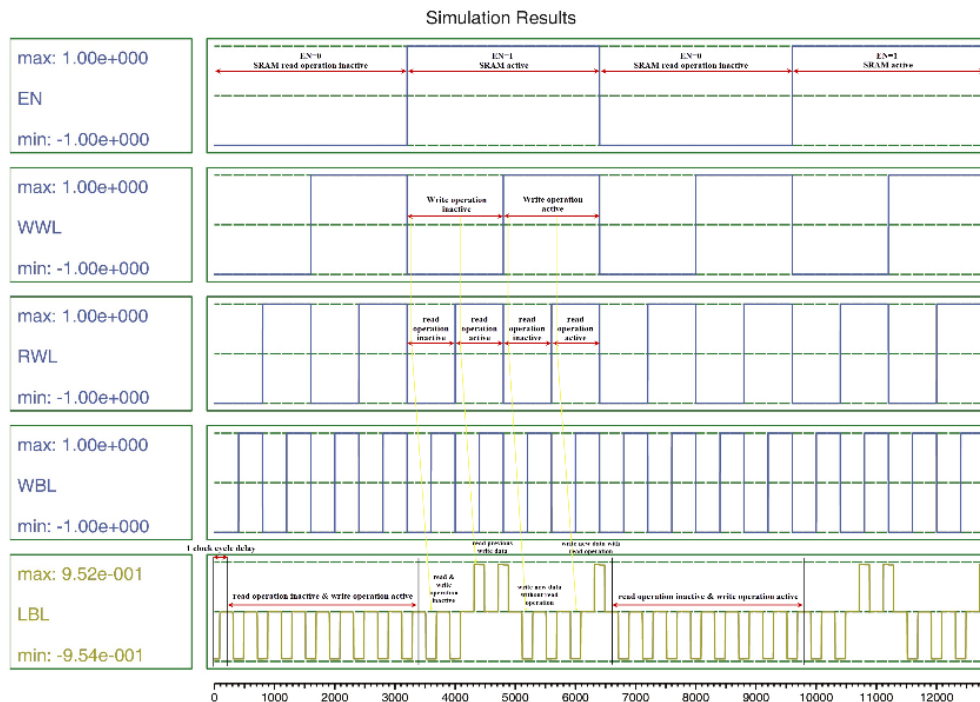 Simulation Results
max: 1.00e+000
EN
min: -1.00e+000
EN=0
SRAM read operation inactive
EN=1
SRAM active
EN=0
SRAM read operation inactive
EN=1
SRAM active
max: 1.00e+000
WWL
min: -1.00e+000
Write operation
inactive
Write operation
active
max: 1.00e+000
RWL
min: -1.00e+000
read
operation
inactive
read
operation
active
read
operation
inactive
read
operation
active
max: 1.00e+000
WBL
min: -1.00e+000
1 clock cycle delay
read previous
write data
write new data with
read operation
max: 9.52e-001
LBL
min: -9.54e-001
read operation inactive & write operation active
read &
write
operation
inactive
write new data
without read
operation
read operation inactive & write operation active
0 1000 2000 3000 4000 5000 6000 7000 8000 9000 10000 11000 12000